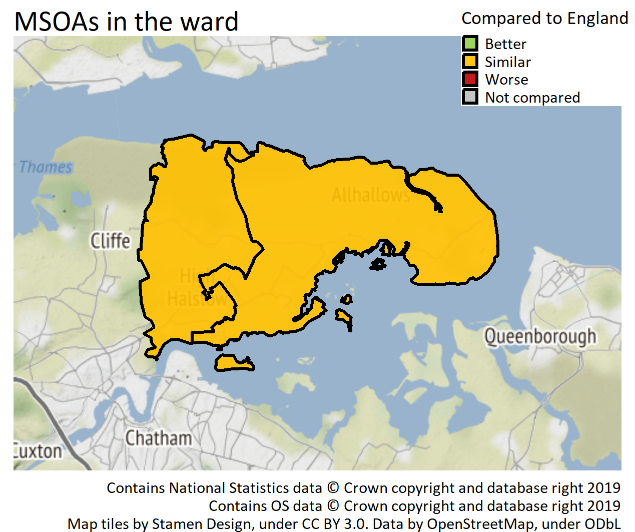 MSOAs in the ward
Compared to England
Better
Similar
Worse
Not compared
Thames
Allhallows
Cliffe
Halstow
Queenborough
Chatham
Contains National Statistics data © Crown copyright and database right 2019
Contains OS data © Crown copyright and database right 2019
Map tiles by Stamen Design, under CC BY 3.0. Data by OpenStreetMap, under ODbL